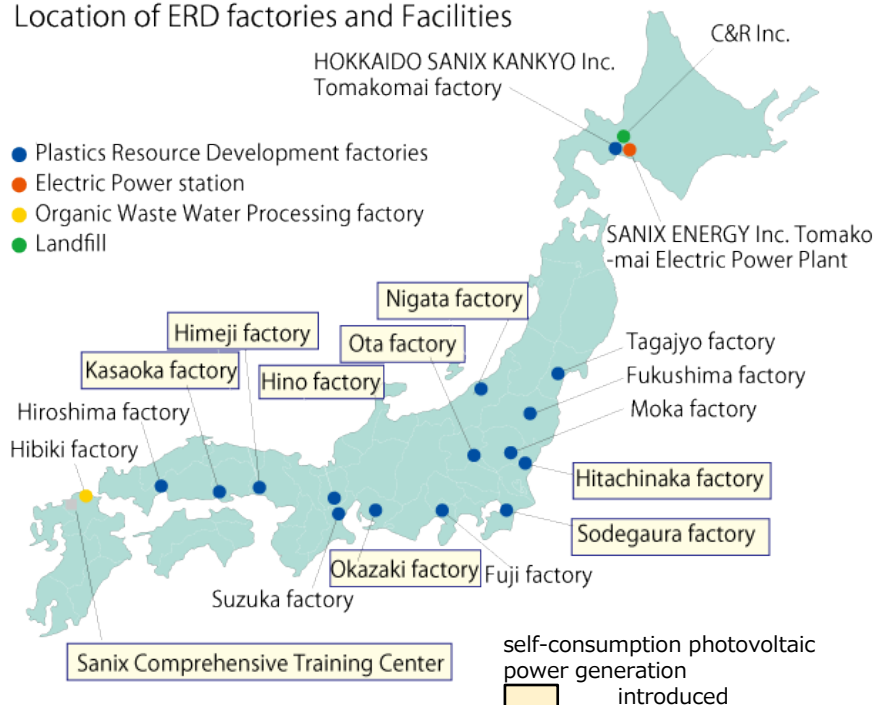 Location of ERD factories and Facilities
C&R Inc.
HOKKAIDO SANIX KANKYO Inc.
Tomakomai factory
Plastics Resource Development factories
Electric Power station
Organic Waste Water Processing factory
Landfill
SANIX ENERGY Inc. Tomako
-mai Electric Power Plant
Nigata factory
Himeji factory
Ota factory
Tagajyo factory
Kasaoka factory
Hino factory
Fukushima factory
Hiroshima factory
Moka factory
Hibiki factory
Hitachinaka factory
Sodegaura factory
Okazaki factory
Fuji factory
Suzuka factory
Sanix Comprehensive Training Center
self-consumption photovoltaic
power generation
introduced